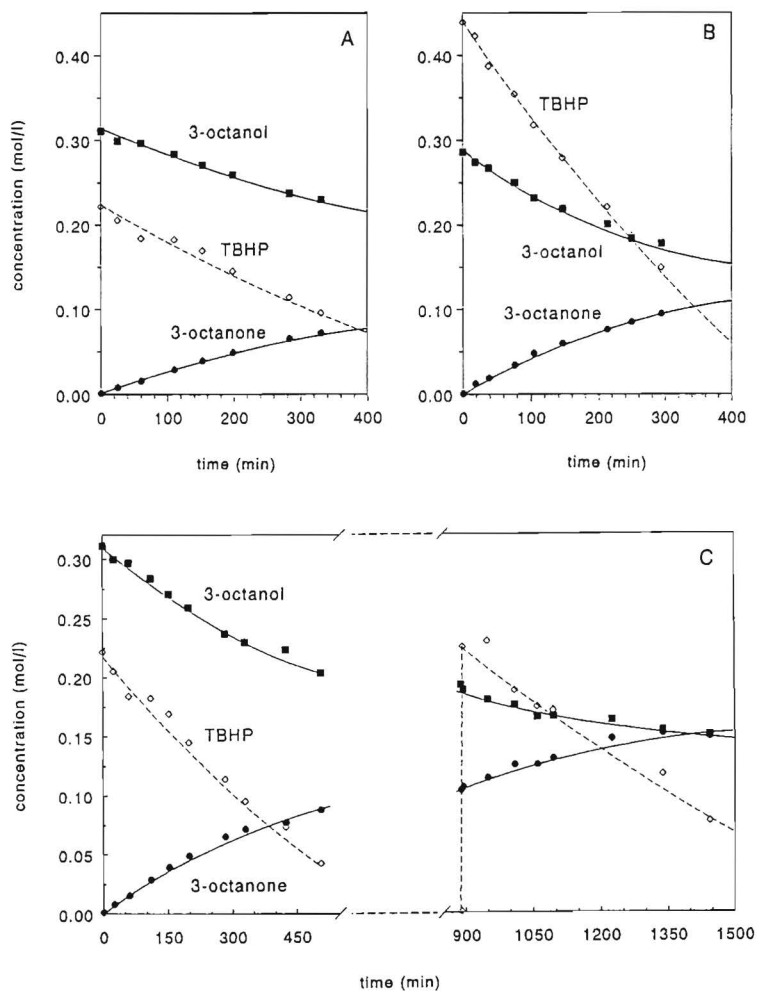 A
B
0.40
0.30
0.20
0.10
0.00
concentration (mol/l)
3-octanol
TBHP
3-octanone
0 100 200 300 400
time (min)
0.40
0.30
0.20
0.10
0.00
TBHP
3-octanol
3-octanone
0 100 200 300 400
time (min)
C
0.30
0.25
0.20
0.15
0.10
0.05
0.00
concentration (mol/l)
3-octanol
TBHP
3-octanone
0 150 300 450 900 1050 1200 1350 1500
time (min)